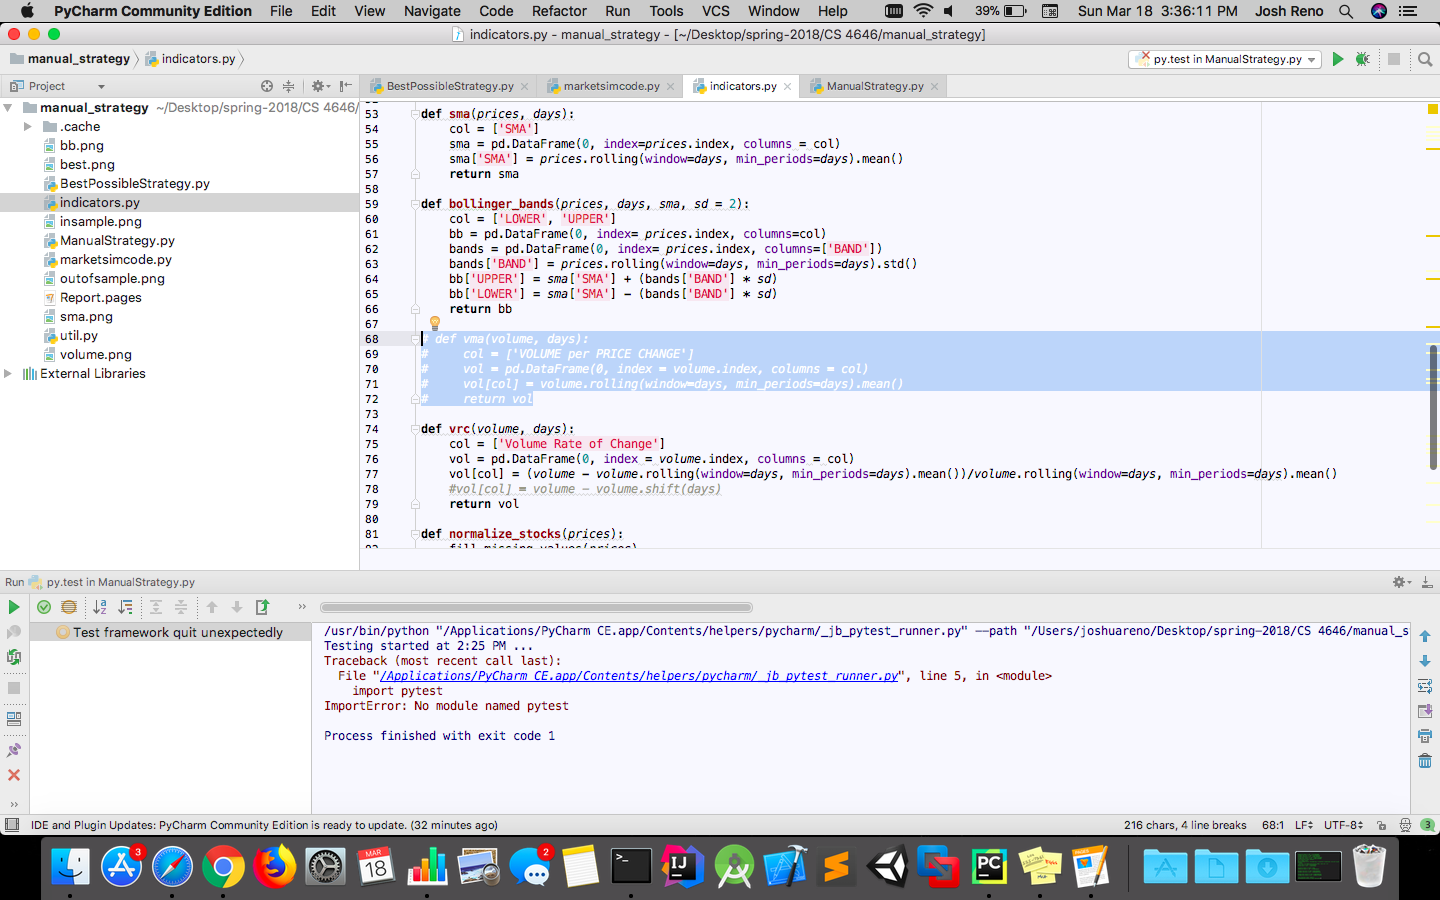 PyCharm Community Edition File Edit View Navigate Code Refactor Run Tools VCS Window Help 39% Sun Mar 18 3:36:11 PM Josh Reno
indicators.py - manual_strategy - [~/Desktop/spring-2018/CS 4646/manual_strategy]
manual_strategy indicators.py py.test in ManualStrategy.py
Project BestPossibleStrategy.py marketsimcode.py indicators.py ManualStrategy.py
manual_strategy ~/Desktop/spring-2018/CS 4646/
.cache
bb.png
best.png
BestPossibleStrategy.py
indicators.py
insample.png
ManualStrategy.py
marketsimcode.py
outofsample.png
Report.pages
sma.png
util.py
volume.png
External Libraries
53 def sma(prices, days):
54 col = ['SMA']
55 sma = pd.DataFrame(0, index=prices.index, columns = col)
56 sma['SMA'] = prices.rolling(window=days, min_periods=days).mean()
57 return sma
58
59 def bollinger_bands(prices, days, sma, sd = 2):
60 col = ['LOWER', 'UPPER']
61 bb = pd.DataFrame(0, index= prices.index, columns=col)
62 bands = pd.DataFrame(0, index= prices.index, columns=['BAND'])
63 bands['BAND'] = prices.rolling(window=days, min_periods=days).std()
64 bb['UPPER'] = sma['SMA'] + (bands['BAND'] * sd)
65 bb['LOWER'] = sma['SMA'] - (bands['BAND'] * sd)
66 return bb
67
68 # def vma(volume, days):
69 # col = ['VOLUME per PRICE CHANGE']
70 # vol = pd.DataFrame(0, index = volume.index, columns = col)
71 # vol[col] = volume.rolling(window=days, min_periods=days).mean()
72 # return vol
73
74 def vrc(volume, days):
75 col = ['Volume Rate of Change']
76 vol = pd.DataFrame(0, index = volume.index, columns = col)
77 vol[col] = (volume - volume.rolling(window=days, min_periods=days).mean())/volume.rolling(window=days, min_periods=days).mean()
78 #vol[col] = volume - volume.shift(days)
79 return vol
80
81 def normalize_stocks(prices):
Run py.test in ManualStrategy.py
Test framework quit unexpectedly
/usr/bin/python "/Applications/PyCharm CE.app/Contents/helpers/pycharm/_jb_pytest_runner.py" --path "/Users/joshuareno/Desktop/spring-2018/CS 4646/manual_s
Testing started at 2:25 PM ...
Traceback (most recent call last):
File "/Applications/PyCharm CE.app/Contents/helpers/pycharm/_jb_pytest_runner.py", line 5, in <module>
import pytest
ImportError: No module named pytest
Process finished with exit code 1
IDE and Plugin Updates: PyCharm Community Edition is ready to update. (32 minutes ago) 216 chars, 4 line breaks 68:1 LF UTF-8 3
3 MAR 18 2 >_ IJ PC